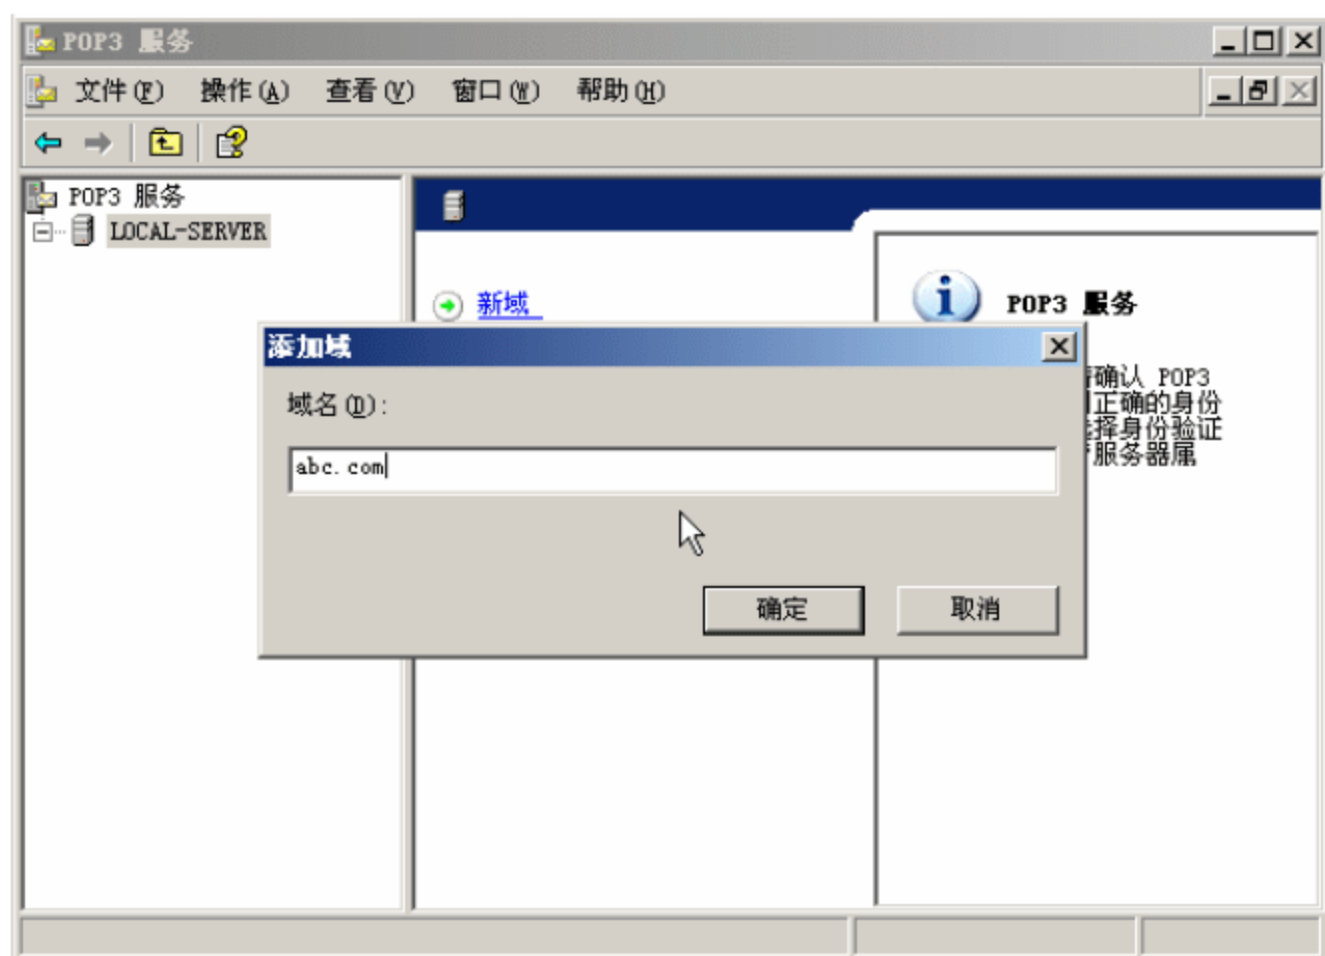 POP3 服务
文件(F) 操作(A) 查看(V) 窗口(W) 帮助(H)
POP3 服务
LOCAL-SERVER
新域
POP3 服务
添加域
确认 POP3
正确的身份
择身份验证
服务器属
域名(D):
abc.com
确定 取消